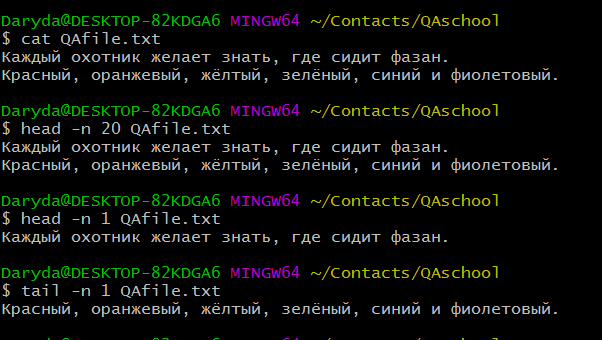 Daryda@DESKTOP-82KDGA6 MINGW64 ~/Contacts/QAschool
$ cat QAfile.txt
Каждый охотник желает знать, где сидит фазан.
Красный, оранжевый, жёлтый, зелёный, синий и фиолетовый.
Daryda@DESKTOP-82KDGA6 MINGW64 ~/Contacts/QAschool
$ head -n 20 QAfile.txt
Каждый охотник желает знать, где сидит фазан.
Красный, оранжевый, жёлтый, зелёный, синий и фиолетовый.
Daryda@DESKTOP-82KDGA6 MINGW64 ~/Contacts/QAschool
$ head -n 1 QAfile.txt
Каждый охотник желает знать, где сидит фазан.
Daryda@DESKTOP-82KDGA6 MINGW64 ~/Contacts/QAschool
$ tail -n 1 QAfile.txt
Красный, оранжевый, жёлтый, зелёный, синий и фиолетовый.